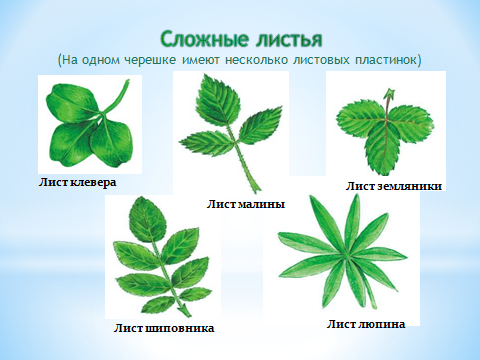 Сложные листья
(На одном черешке имеют несколько листовых пластинок)
Лист клевера
Лист малины
Лист земляники
Лист шиповника
Лист люпина